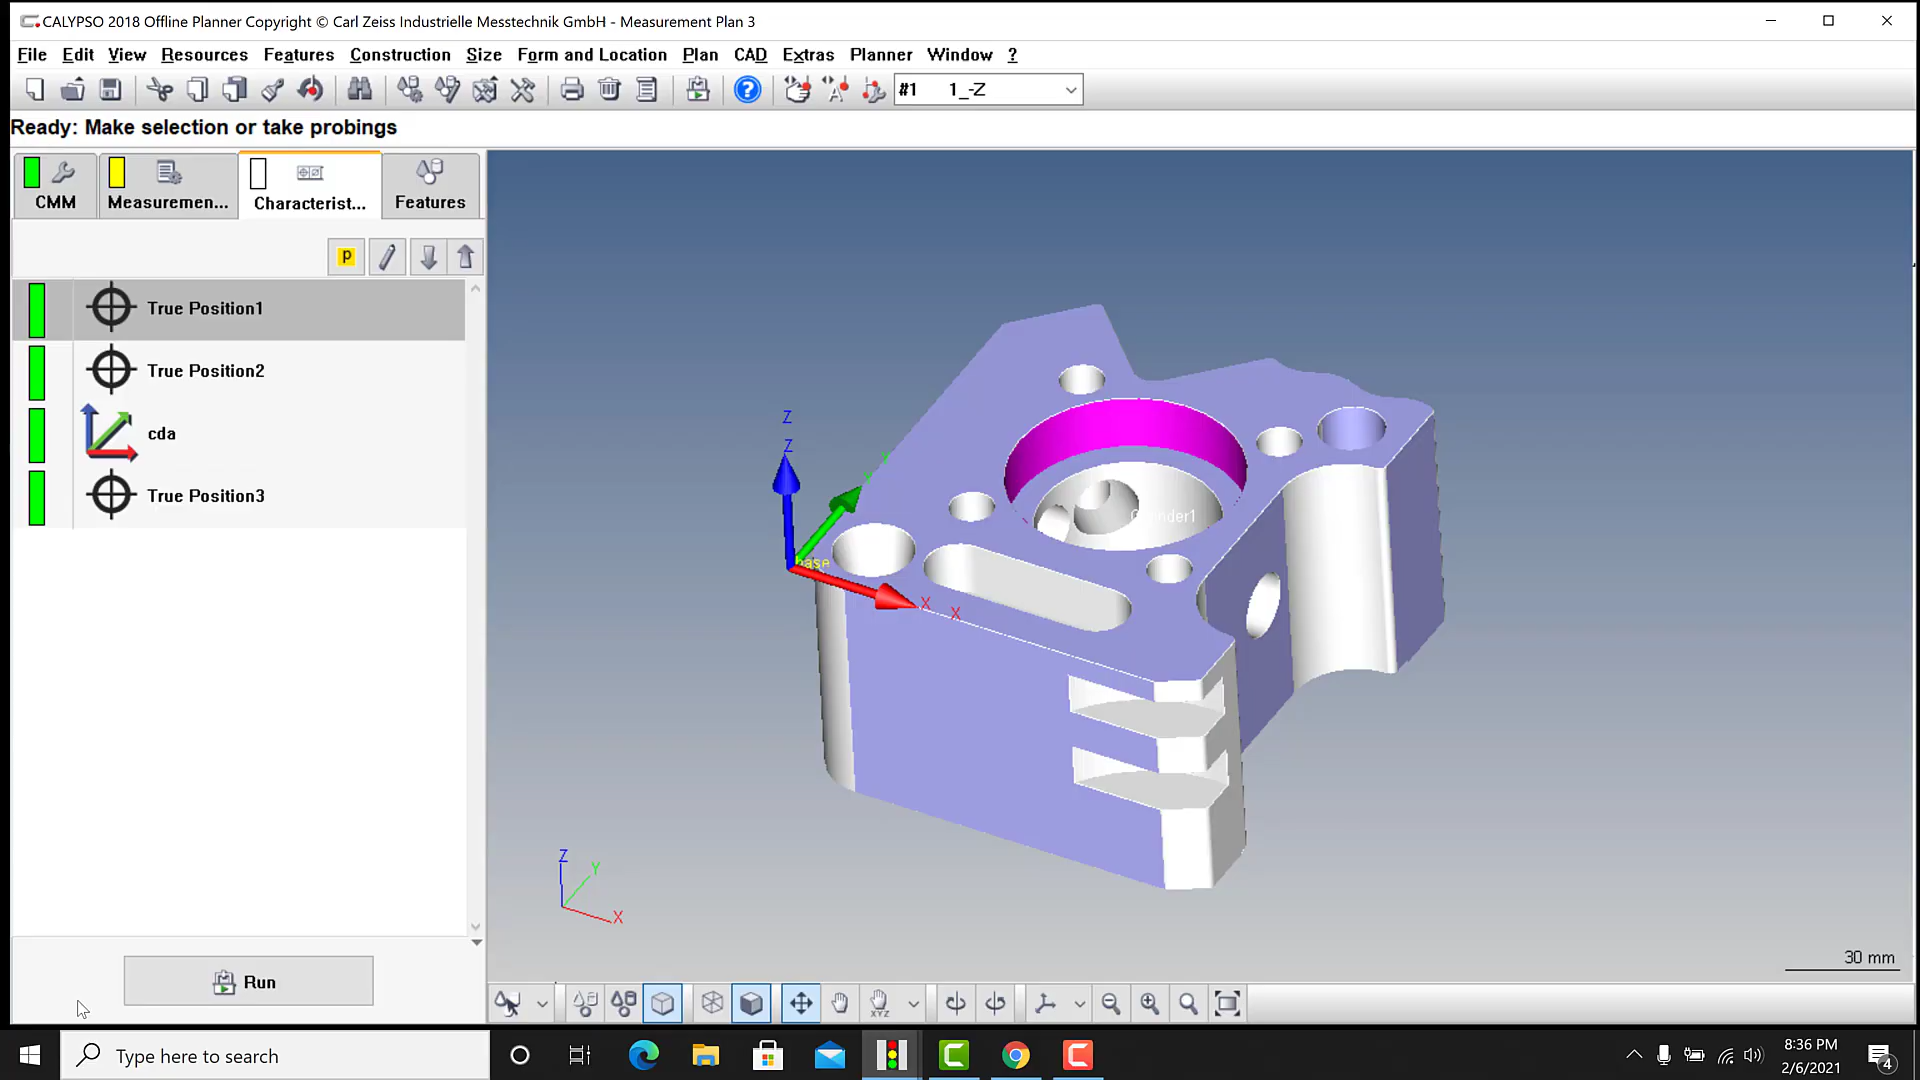 CALYPSO 2018 Offline Planner Copyright © Carl Zeiss Industrielle Messtechnik GmbH - Measurement Plan 3
File Edit View Resources Features Construction Size Form and Location Plan CAD Extras Planner Window ?
#1 1_-Z
Ready: Make selection or take probings
CMM Measuremen... Characterist... Features
P
True Position1
True Position2
cda
True Position3
Run
Z
Z
Y
Y
base
X
X
Z
Y
X
30 mm
XYZ
Type here to search
8:36 PM
2/6/2021
4